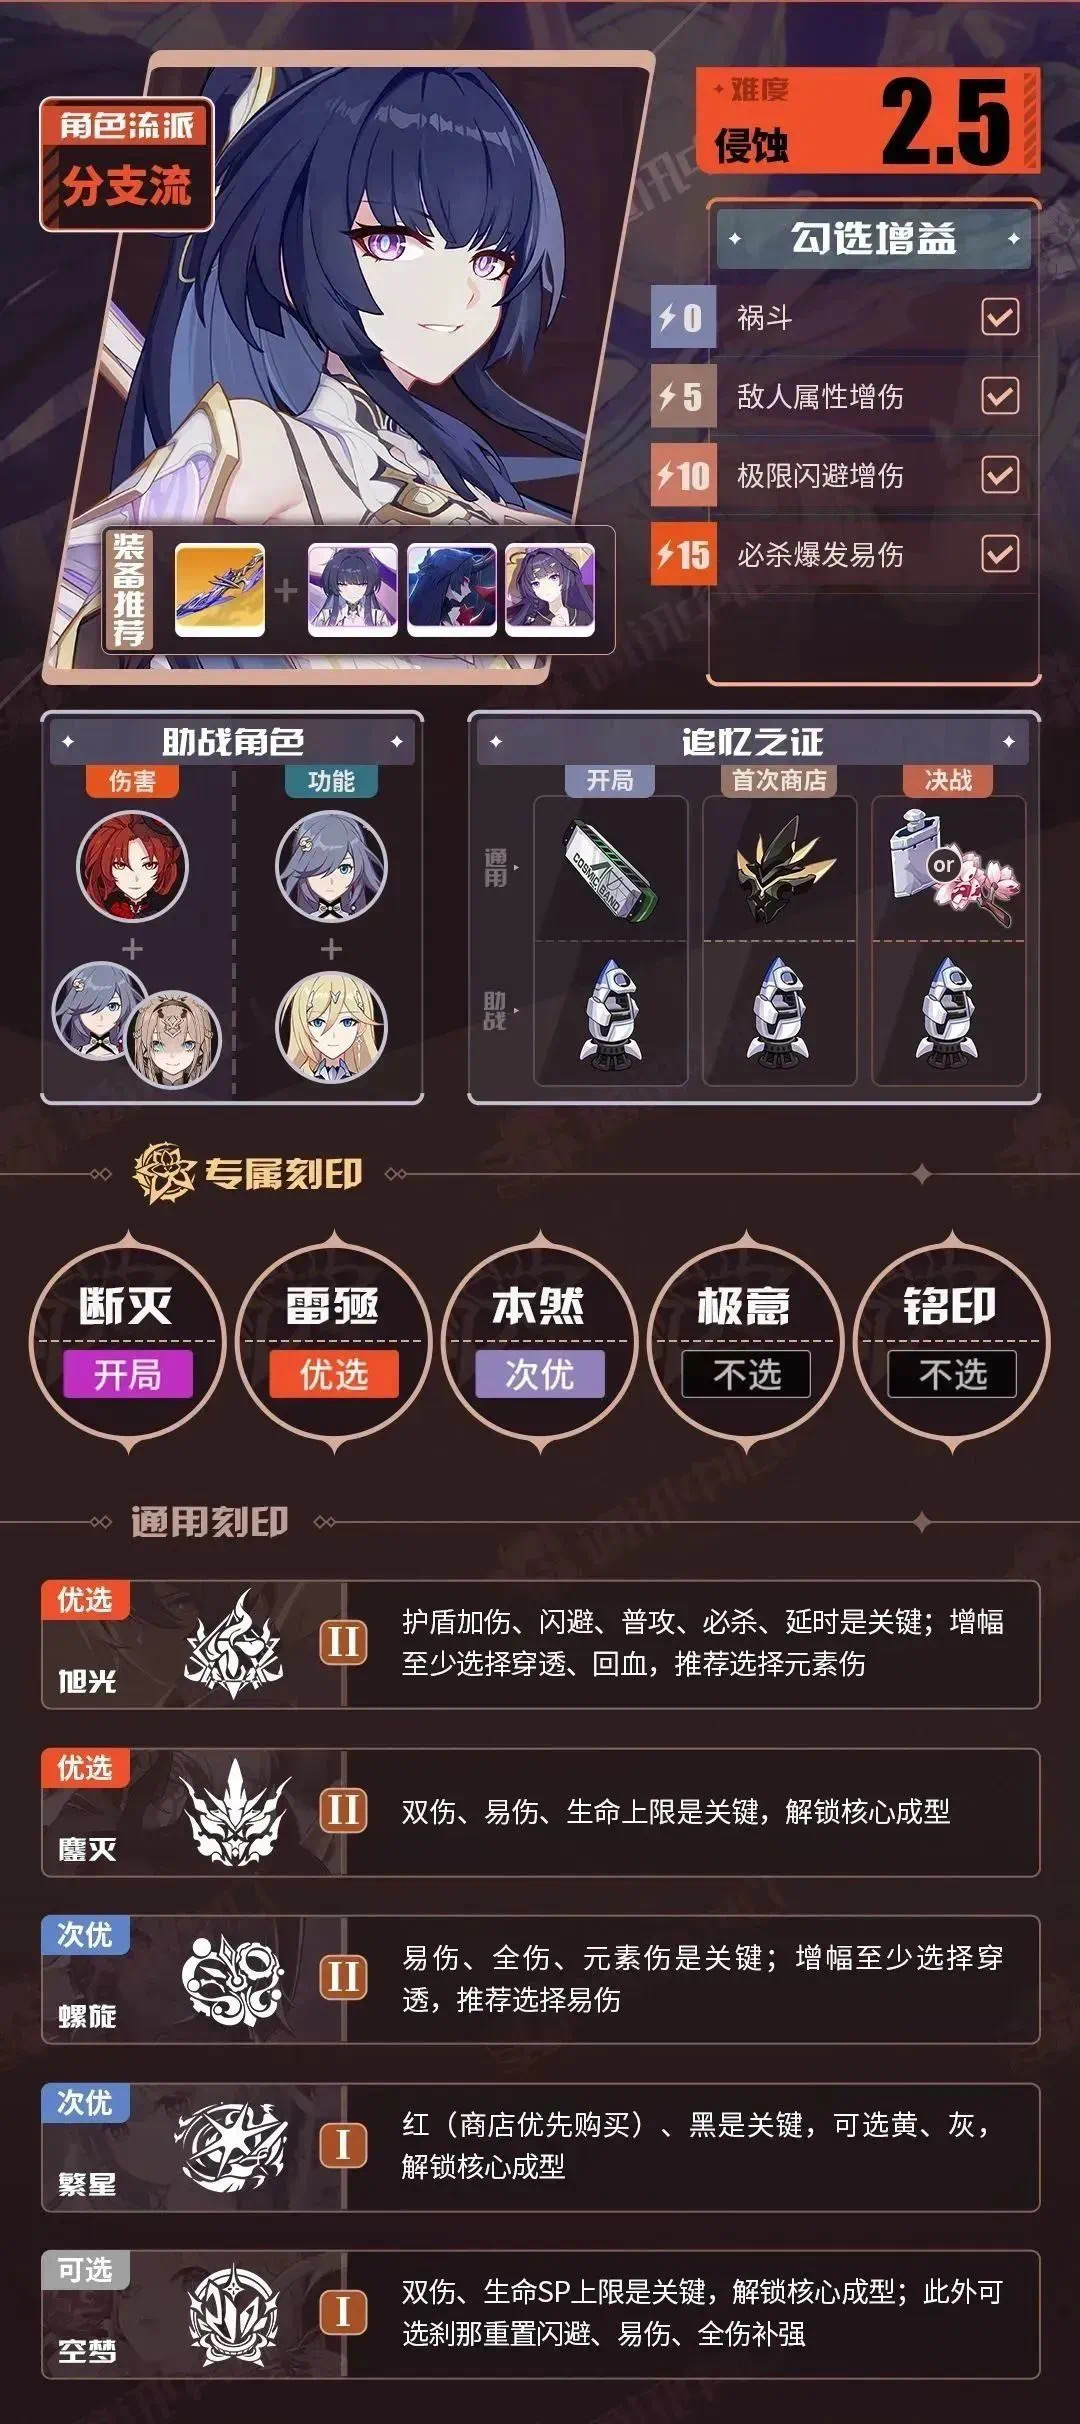 角色流派
分支流
难度
侵蚀
2.5
勾选增益
0 祸斗
5 敌人属性增伤
10 极限闪避增伤
15 必杀爆发易伤
装备推荐
助战角色
伤害
功能
追忆之证
开局
首次商店
决战
通用
COSMIC BAND
or
助战
专属刻印
断灭
开局
雷殛
优选
本然
次优
极意
不选
铭印
不选
通用刻印
优选
旭光
II
护盾加伤、闪避、普攻、必杀、延时是关键；增幅
至少选择穿透、回血，推荐选择元素伤
优选
鏖灭
II
双伤、易伤、生命上限是关键，解锁核心成型
次优
螺旋
II
易伤、全伤、元素伤是关键；增幅至少选择穿
透，推荐选择易伤
次优
繁星
I
红（商店优先购买）、黑是关键，可选黄、灰，
解锁核心成型
可选
空梦
I
双伤、生命SP上限是关键，解锁核心成型；此外可
选刹那重置闪避、易伤、全伤补强